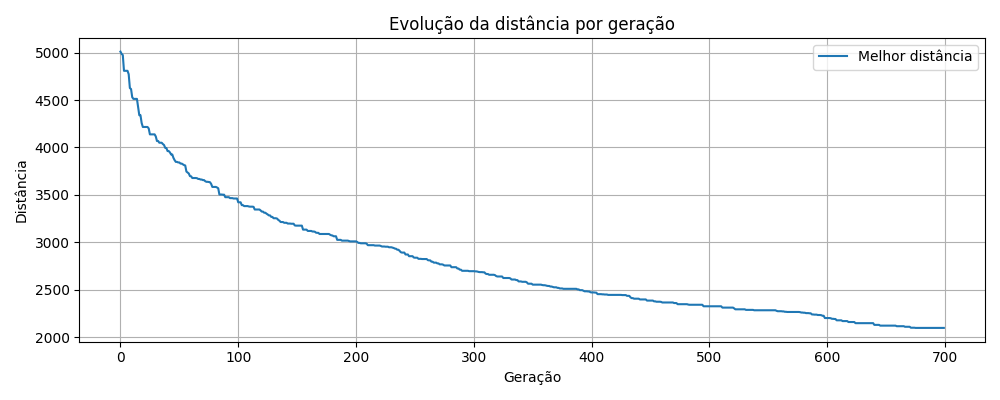 Evolução da distância por geração
Melhor distância
Distância
5000
4500
4000
3500
3000
2500
2000
0 100 200 300 400 500 600 700
Geração